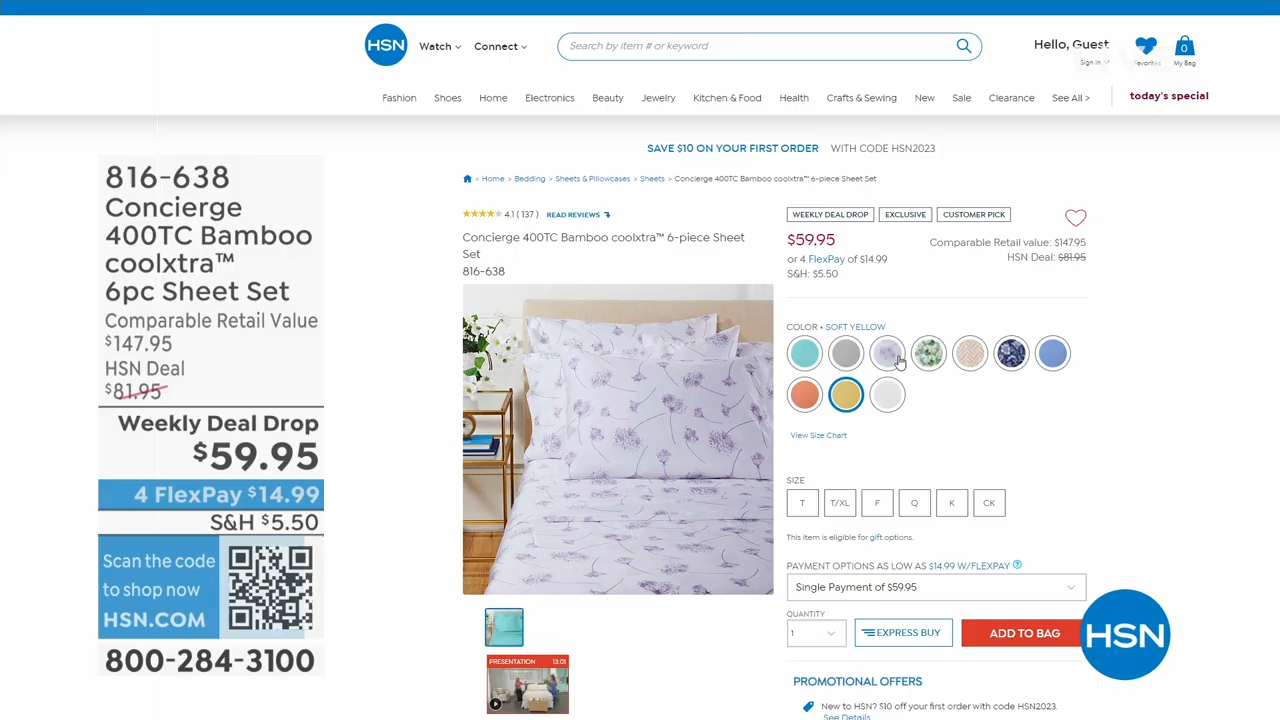 HSN
Watch
Connect
Search by item # or keyword
Hello, Guest
Sign In
Favorites
0
My Bag
Fashion
Shoes
Home
Electronics
Beauty
Jewelry
Kitchen & Food
Health
Crafts & Sewing
New
Sale
Clearance
See All >
today's special
SAVE $10 ON YOUR FIRST ORDER WITH CODE HSN2023
Home > Bedding > Sheets & Pillowcases > Sheets > Concierge 400TC Bamboo coolxtra™ 6-piece Sheet Set
816-638
Concierge
400TC Bamboo
coolxtra™
6pc Sheet Set
Comparable Retail Value
$147.95
HSN Deal
$81.95
Weekly Deal Drop
$59.95
4 FlexPay $14.99
S&H $5.50
Scan the code
to shop now
HSN.COM
800-284-3100
4.1 ( 137 ) READ REVIEWS
Concierge 400TC Bamboo coolxtra™ 6-piece Sheet
Set
816-638
PRESENTATION 13:01
WEEKLY DEAL DROP
EXCLUSIVE
CUSTOMER PICK
$59.95
Comparable Retail value: $147.95
or 4 FlexPay of $14.99
HSN Deal: $81.95
S&H: $5.50
COLOR • SOFT YELLOW
View Size Chart
SIZE
T
T/XL
F
Q
K
CK
This item is eligible for gift options.
PAYMENT OPTIONS AS LOW AS $14.99 W/FLEXPAY
Single Payment of $59.95
QUANTITY
1
EXPRESS BUY
ADD TO BAG
HSN
PROMOTIONAL OFFERS
New to HSN? $10 off your first order with code HSN2023.
See Details